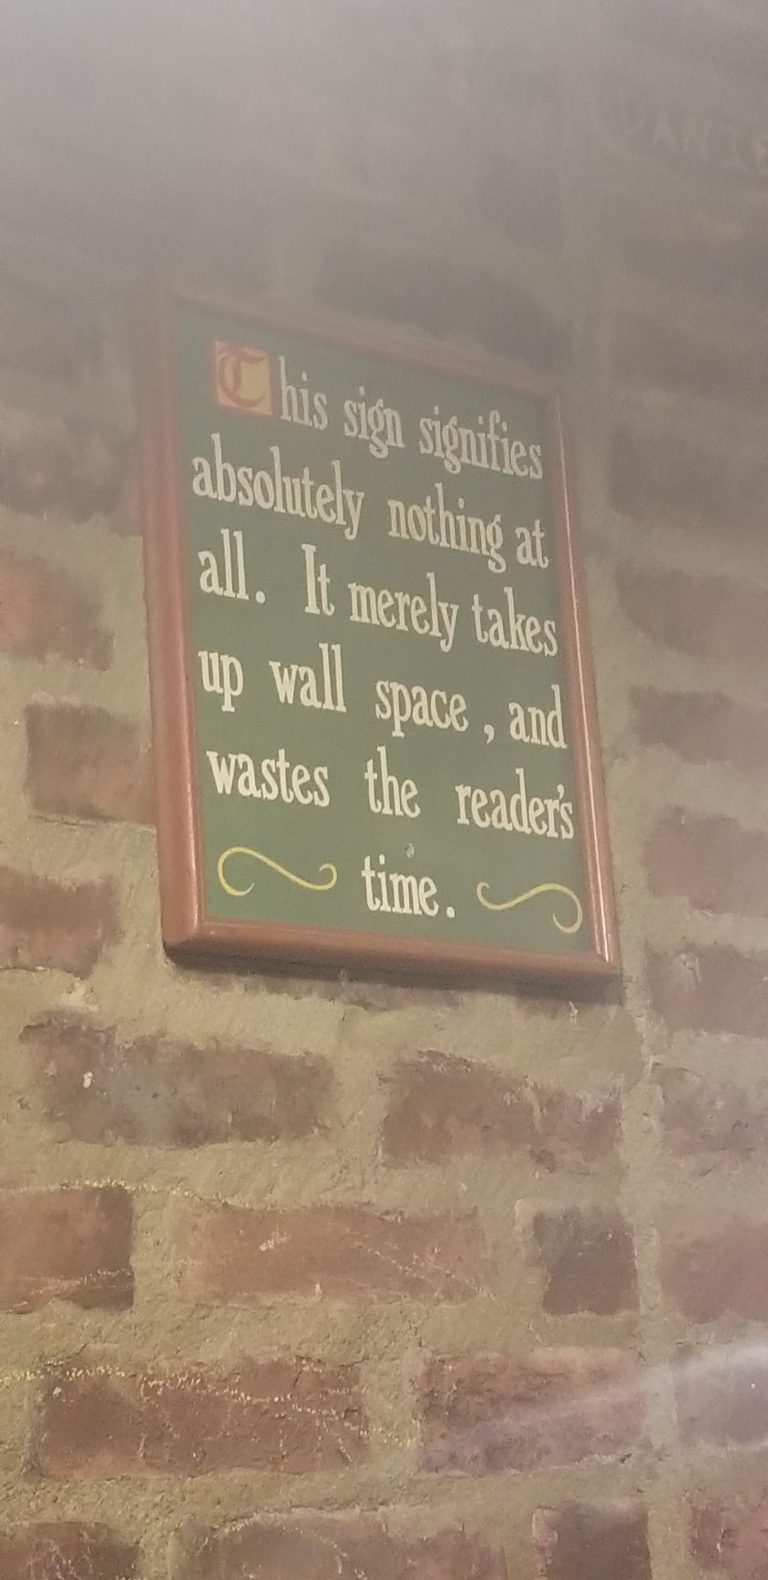 This sign signifies
absolutely nothing at
all. It merely takes
up wall space, and
wastes the reader's
time.